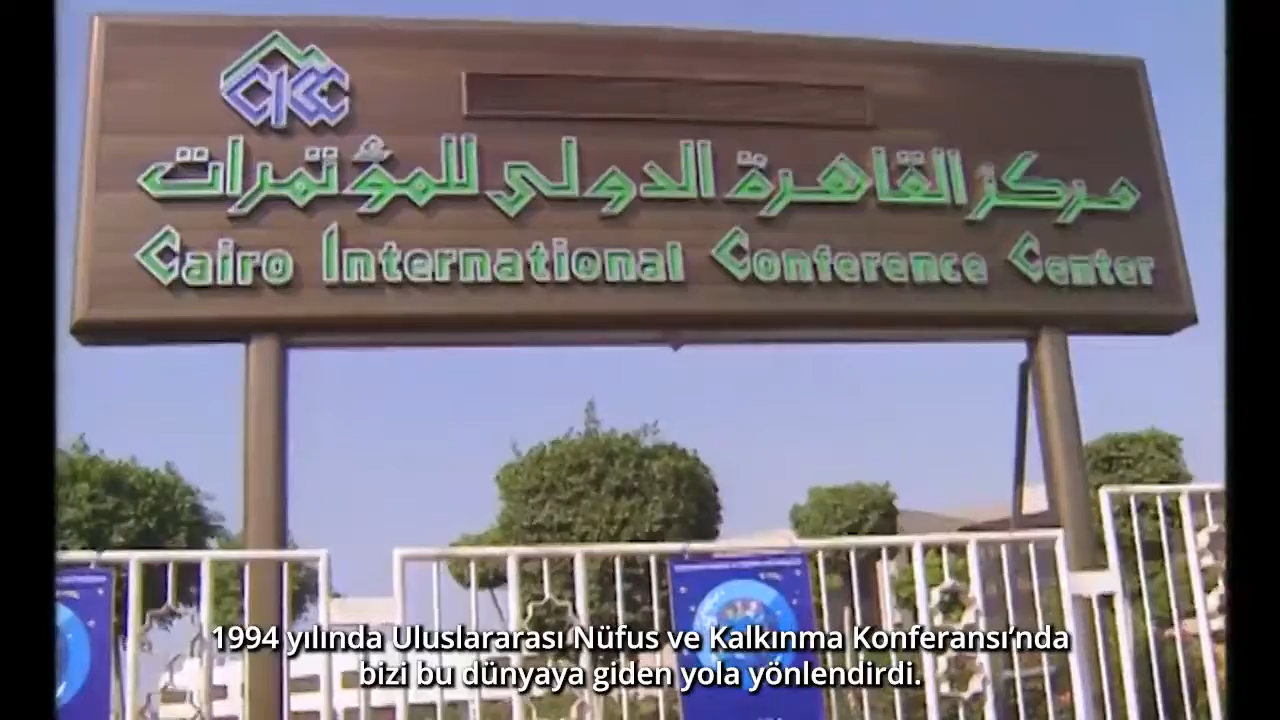 CICC
مركز القاهرة الدولى للمؤتمرات
Cairo International Conference Center
1994 yılında Uluslararası Nüfus ve Kalkınma Konferansı’nda
bizi bu dünyaya giden yola yönlendirdi.